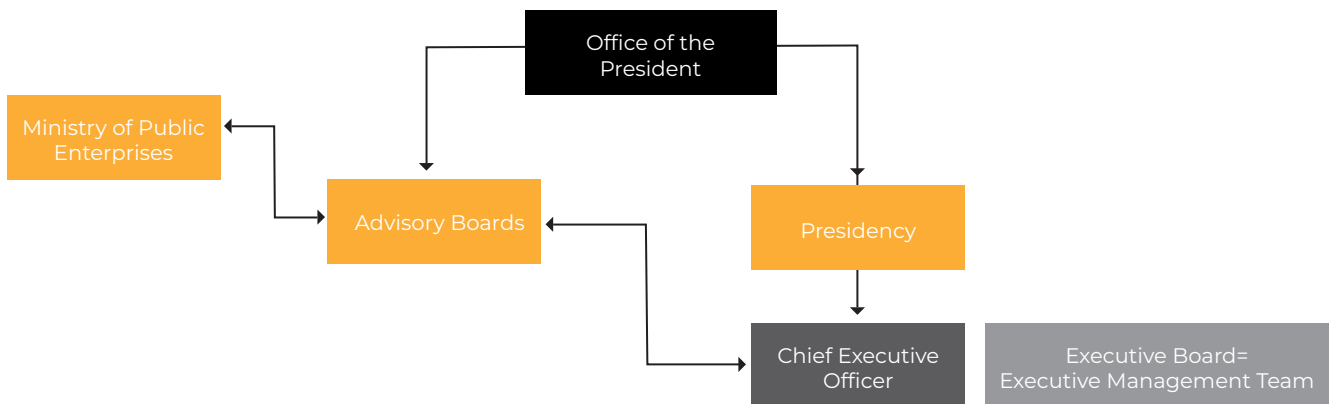 Office of the
President
Ministry of Public
Enterprises
Advisory Boards
Presidency
Chief Executive
Officer
Executive Board=
Executive Management Team